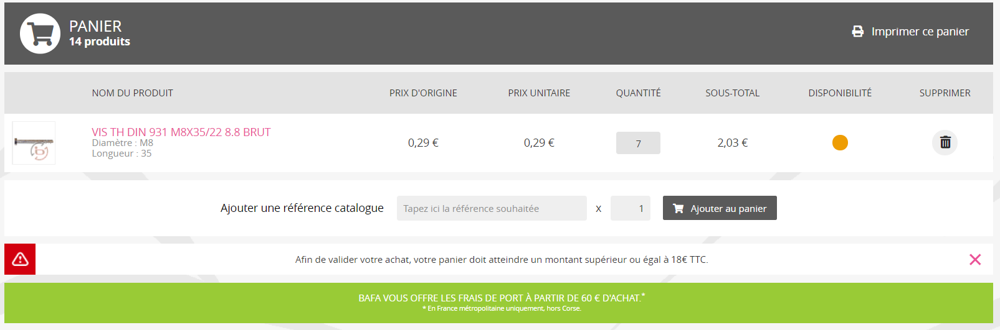 PANIER
14 produits
Imprimer ce panier
NOM DU PRODUIT PRIX D'ORIGINE PRIX UNITAIRE QUANTITÉ SOUS-TOTAL DISPONIBILITÉ SUPPRIMER
VIS TH DIN 931 M8X35/22 8.8 BRUT
Diamètre : M8
Longueur : 35
0,29 € 0,29 € 7 2,03 €
Ajouter une référence catalogue Tapez ici la référence souhaitée X 1 Ajouter au panier
Afin de valider votre achat, votre panier doit atteindre un montant supérieur ou égal à 18€ TTC.
BAFA VOUS OFFRE LES FRAIS DE PORT À PARTIR DE 60 € D'ACHAT.*
* En France métropolitaine uniquement, hors Corse.